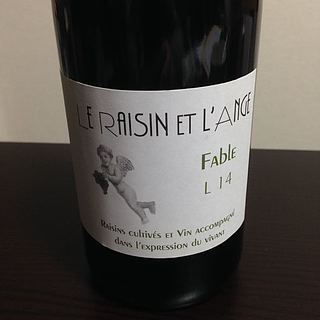 Le Raisin et l'Ange
Fable
L 14
Raisins cultivés et Vin accompagné
dans l'expression du vivant